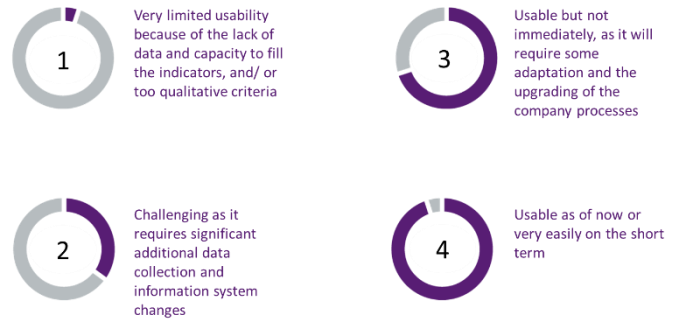 1
Very limited usability
because of the lack of
data and capacity to fill
the indicators, and/ or
too qualitative criteria
2
Challenging as it
requires significant
additional data
collection and
information system
changes
3
Usable but not
immediately, as it will
require some
adaptation and the
upgrading of the
company processes
4
Usable as of now or
very easily on the short
term